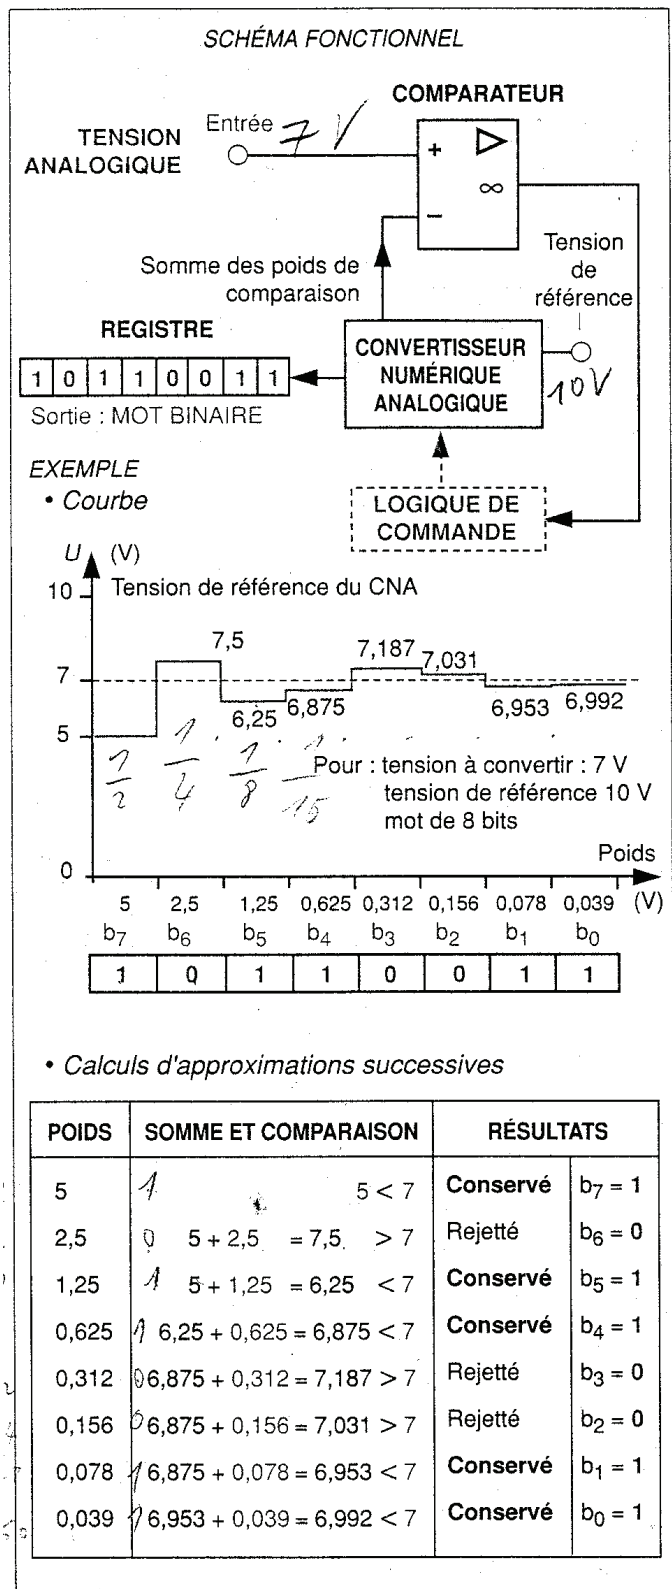 SCHÉMA FONCTIONNEL
COMPARATEUR
Entrée 7 V
TENSION
ANALOGIQUE
+
∞
−
Tension
de
référence
Somme des poids de
comparaison
REGISTRE
CONVERTISSEUR
NUMÉRIQUE
ANALOGIQUE
10V
1 0 1 1 0 0 1 1
Sortie : MOT BINAIRE
EXEMPLE
LOGIQUE DE
COMMANDE
• Courbe
U (V)
10 Tension de référence du CNA
7,5 7,187 7,031
7
6,25 6,875 6,953 6,992
5
1/2 1/4 1/8 1/15
Pour : tension à convertir : 7 V
tension de référence 10 V
mot de 8 bits
Poids
0
5 2,5 1,25 0,625 0,312 0,156 0,078 0,039 (V)
b7 b6 b5 b4 b3 b2 b1 b0
1 0 1 1 0 0 1 1
• Calculs d'approximations successives
POIDS SOMME ET COMPARAISON RÉSULTATS
5 1 5 < 7 Conservé b7 = 1
2,5 0 5 + 2,5 = 7,5 > 7 Rejetté b6 = 0
1,25 1 5 + 1,25 = 6,25 < 7 Conservé b5 = 1
0,625 1 6,25 + 0,625 = 6,875 < 7 Conservé b4 = 1
0,312 0 6,875 + 0,312 = 7,187 > 7 Rejetté b3 = 0
0,156 0 6,875 + 0,156 = 7,031 > 7 Rejetté b2 = 0
0,078 1 6,875 + 0,078 = 6,953 < 7 Conservé b1 = 1
0,039 1 6,953 + 0,039 = 6,992 < 7 Conservé b0 = 1